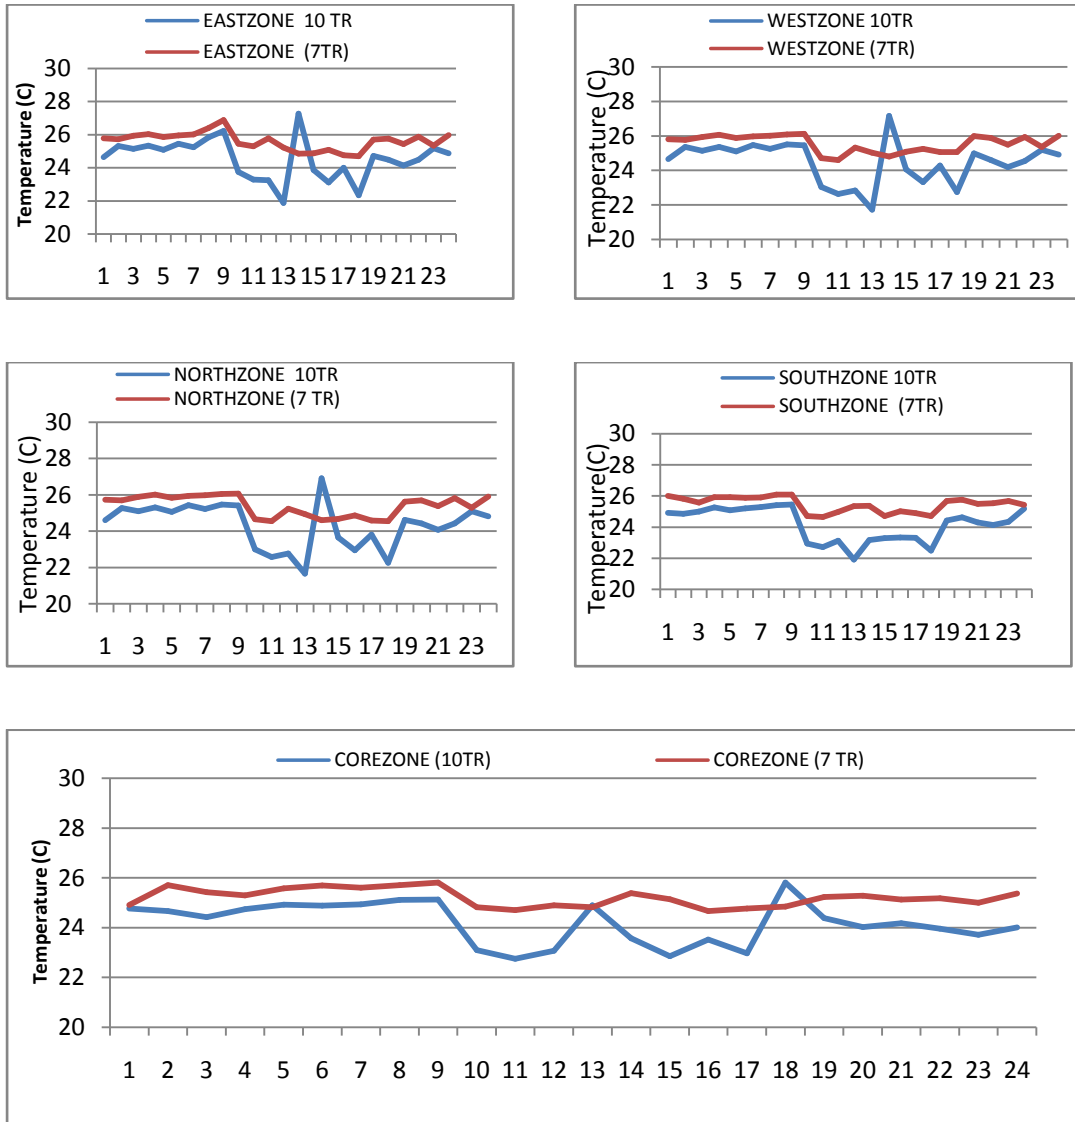 EASTZONE 10 TR
EASTZONE (7TR)
Temperature (C)
30
28
26
24
22
20
1 3 5 7 9 11 13 15 17 19 21 23
WESTZONE 10TR
WESTZONE (7TR)
Temperature (C)
30
28
26
24
22
20
1 3 5 7 9 11 13 15 17 19 21 23
NORTHZONE 10TR
NORTHZONE (7 TR)
Temperature (C)
30
28
26
24
22
20
1 3 5 7 9 11 13 15 17 19 21 23
SOUTHZONE 10TR
SOUTHZONE (7TR)
Temperature(C)
30
28
26
24
22
20
1 3 5 7 9 11 13 15 17 19 21 23
COREZONE (10TR) COREZONE (7 TR)
Temperature (C)
30
28
26
24
22
20
1 2 3 4 5 6 7 8 9 10 11 12 13 14 15 16 17 18 19 20 21 22 23 24